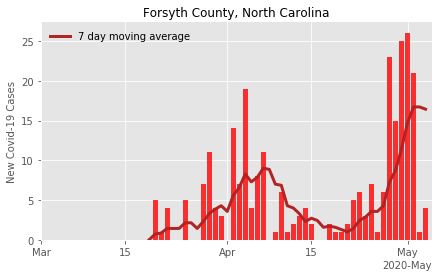 Forsyth County, North Carolina
7 day moving average
New Covid-19 Cases
25
20
15
10
5
0
Mar 15 Apr 15 May
2020-May